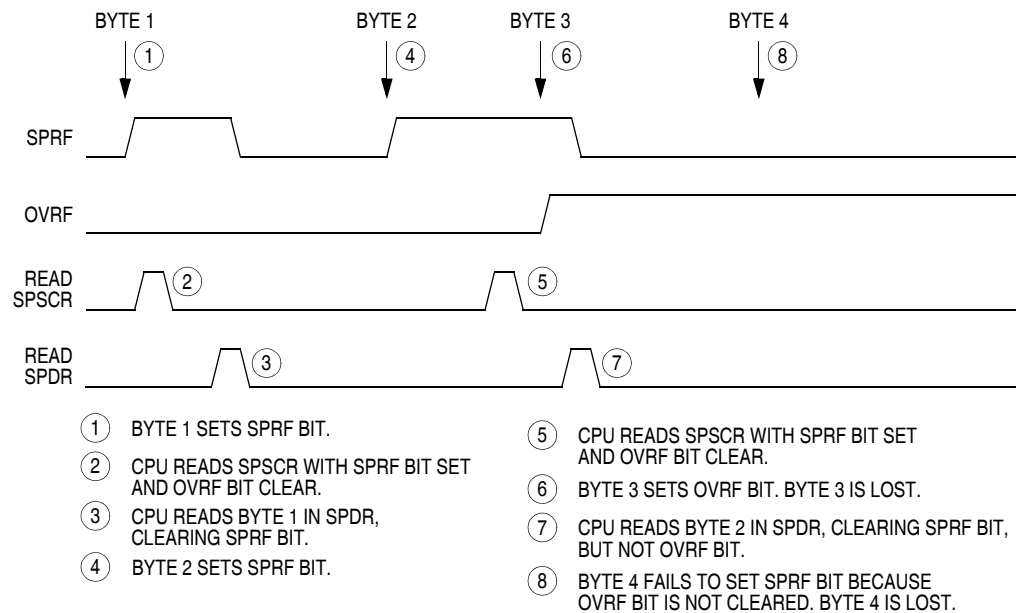 BYTE 1
BYTE 2
BYTE 3
BYTE 4
1
4
6
8
SPRF
OVRF
READ
SPSCR
2
5
READ
SPDR
3
7
1 BYTE 1 SETS SPRF BIT.
2 CPU READS SPSCR WITH SPRF BIT SET
AND OVRF BIT CLEAR.
3 CPU READS BYTE 1 IN SPDR,
CLEARING SPRF BIT.
4 BYTE 2 SETS SPRF BIT.
5 CPU READS SPSCR WITH SPRF BIT SET
AND OVRF BIT CLEAR.
6 BYTE 3 SETS OVRF BIT. BYTE 3 IS LOST.
7 CPU READS BYTE 2 IN SPDR, CLEARING SPRF BIT,
BUT NOT OVRF BIT.
8 BYTE 4 FAILS TO SET SPRF BIT BECAUSE
OVRF BIT IS NOT CLEARED. BYTE 4 IS LOST.